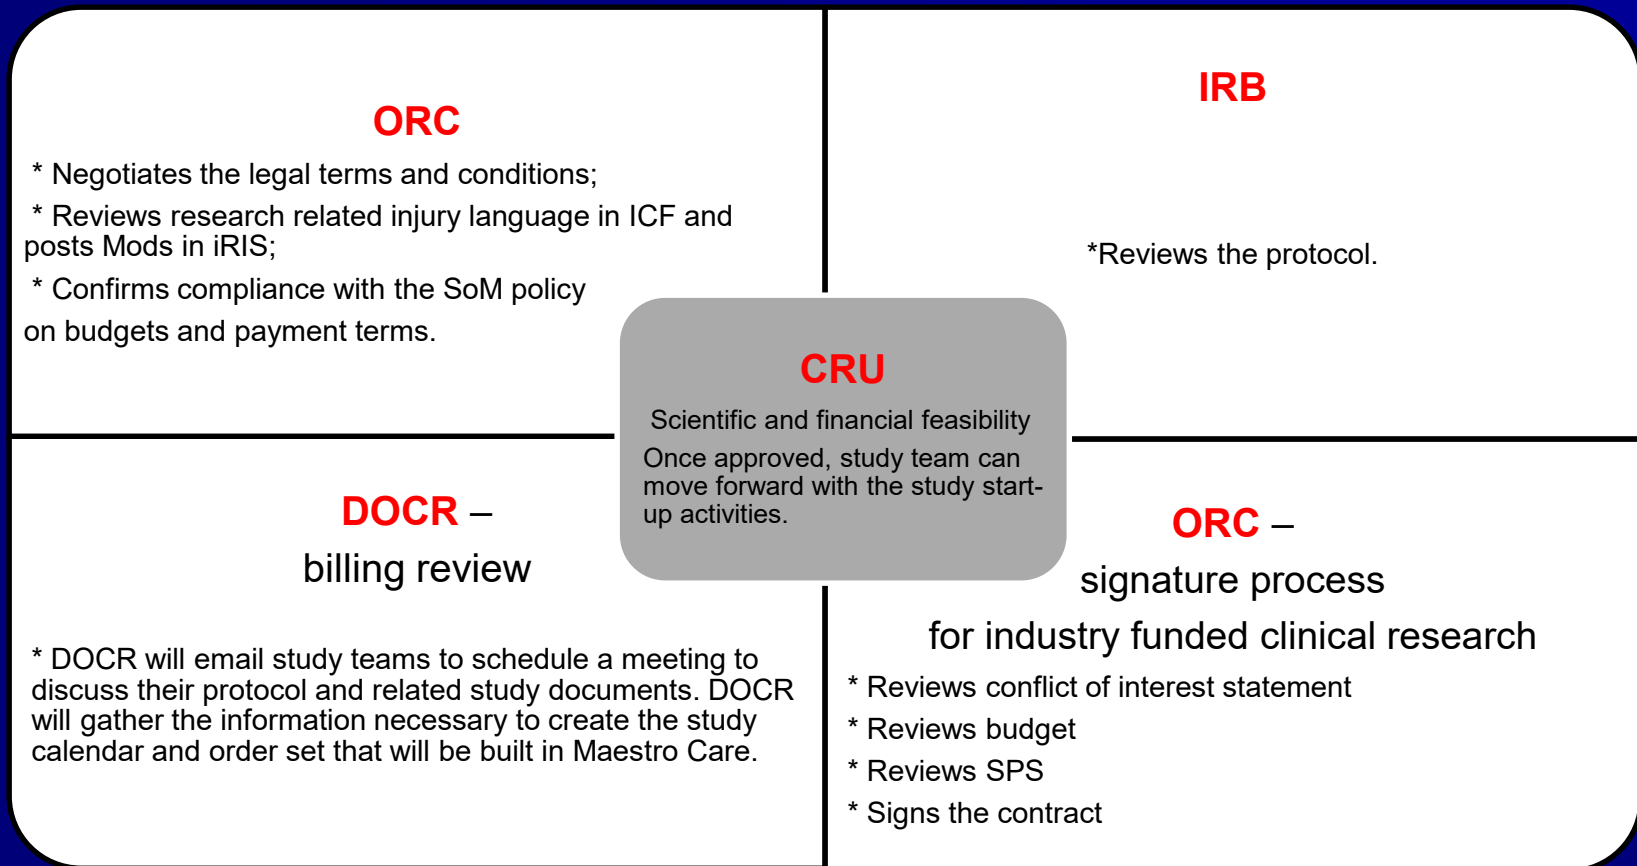 ORC
* Negotiates the legal terms and conditions;
* Reviews research related injury language in ICF and
posts Mods in iRIS;
* Confirms compliance with the SoM policy
on budgets and payment terms.
IRB
*Reviews the protocol.
CRU
Scientific and financial feasibility
Once approved, study team can
move forward with the study start-
up activities.
DOCR –
billing review
* DOCR will email study teams to schedule a meeting to
discuss their protocol and related study documents. DOCR
will gather the information necessary to create the study
calendar and order set that will be built in Maestro Care.
ORC –
signature process
for industry funded clinical research
* Reviews conflict of interest statement
* Reviews budget
* Reviews SPS
* Signs the contract